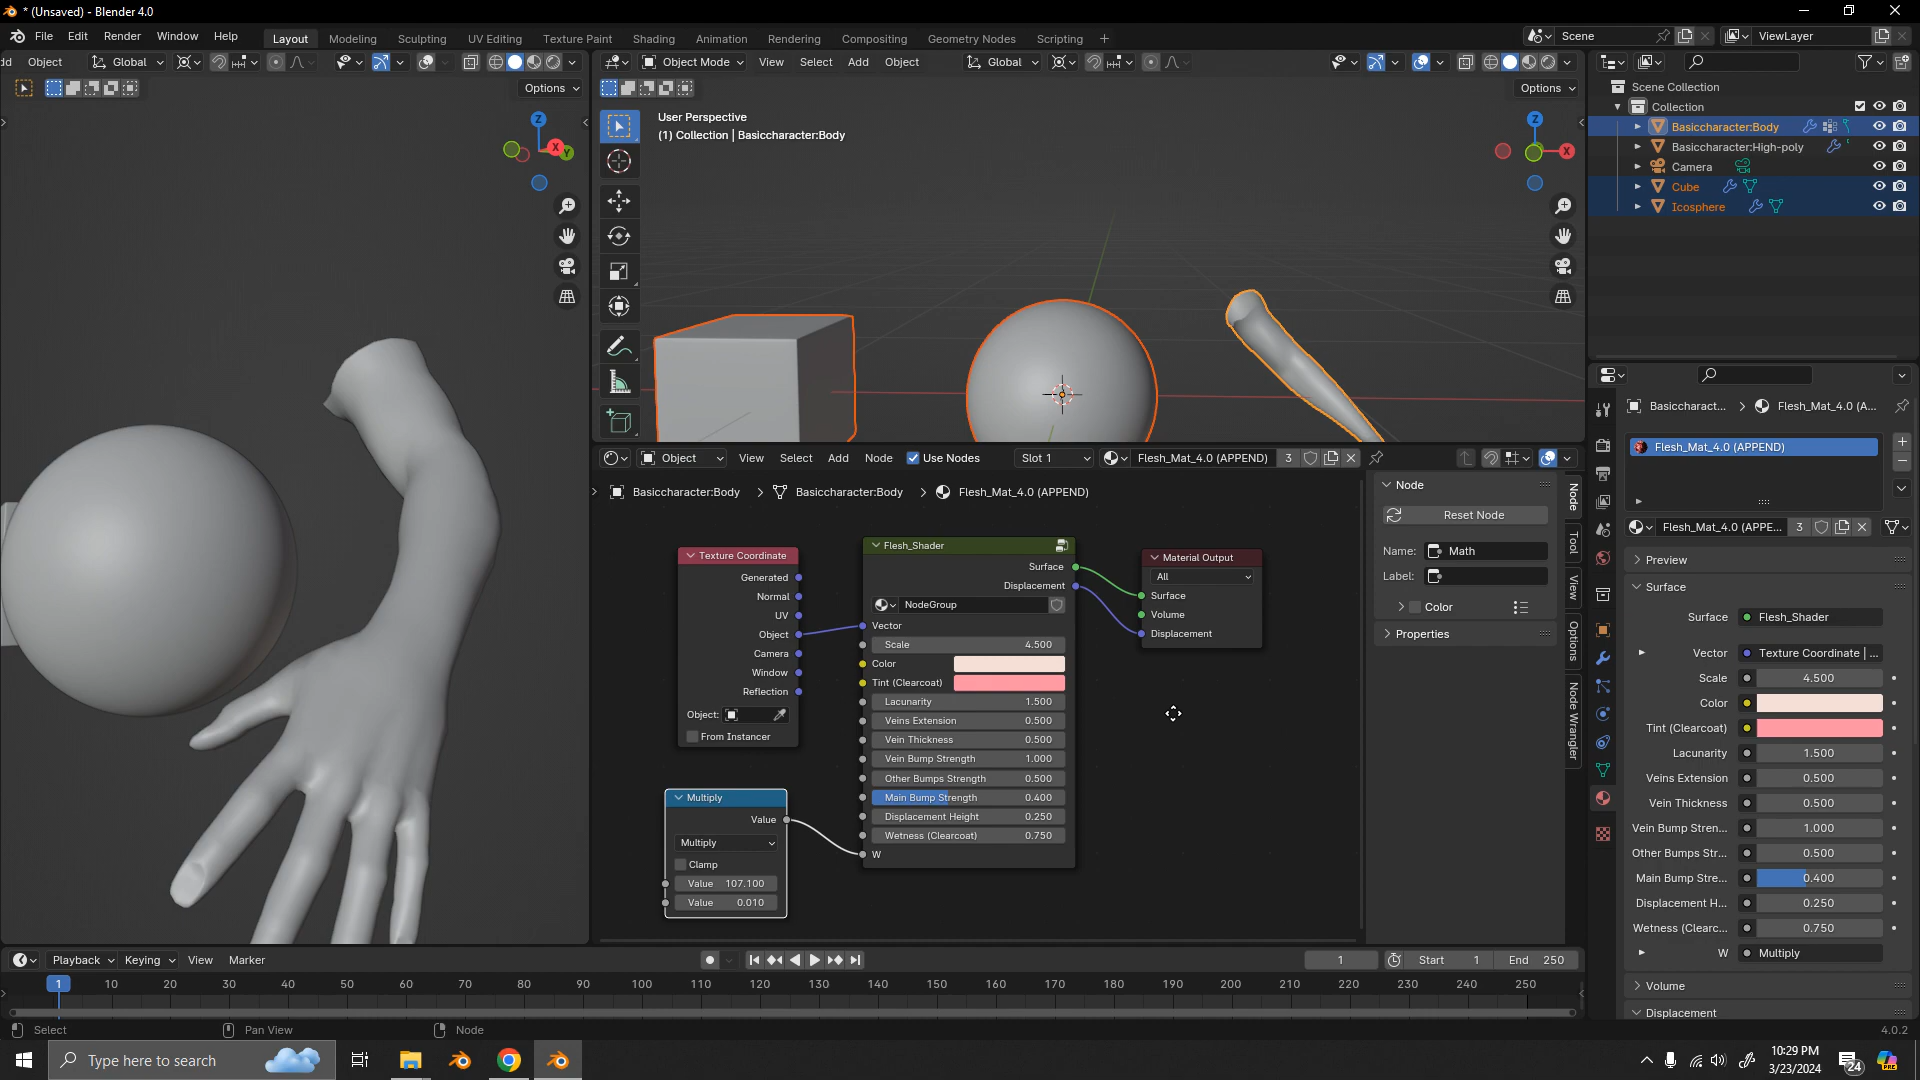 * (Unsaved) - Blender 4.0
File Edit Render Window Help
Layout Modeling Sculpting UV Editing Texture Paint Shading Animation Rendering Compositing Geometry Nodes Scripting +
Scene
ViewLayer
dd Object Global
Object Mode View Select Add Object Global
Options
Options
User Perspective
(1) Collection | Basiccharacter:Body
Z
X
Y
Z
X
Scene Collection
Collection
Basiccharacter:Body
Basiccharacter:High-poly
Camera
Cube
Icosphere
Object View Select Add Node Use Nodes Slot 1 Flesh_Mat_4.0 (APPEND) 3
Basiccharacter:Body > Basiccharacter:Body > Flesh_Mat_4.0 (APPEND)
Texture Coordinate
Generated
Normal
UV
Object
Camera
Window
Reflection
Object:
From Instancer
Multiply
Value
Multiply
Clamp
Value 107.100
Value 0.010
Flesh_Shader
Surface
Displacement
NodeGroup
Vector
Scale 4.500
Color
Tint (Clearcoat)
Lacunarity 1.500
Veins Extension 0.500
Vein Thickness 0.500
Vein Bump Strength 1.000
Other Bumps Strength 0.500
Main Bump Strength 0.400
Displacement Height 0.250
Wetness (Clearcoat) 0.750
W
Material Output
All
Surface
Volume
Displacement
Node
Reset Node
Name: Math
Label:
Color
Properties
Node
Tool
View
Options
Node Wrangler
Basiccharact... > Flesh_Mat_4.0 (A...
Flesh_Mat_4.0 (APPEND)
Flesh_Mat_4.0 (APPE... 3
Preview
Surface
Surface Flesh_Shader
Vector Texture Coordinate | ...
Scale 4.500
Color
Tint (Clearcoat)
Lacunarity 1.500
Veins Extension 0.500
Vein Thickness 0.500
Vein Bump Stren... 1.000
Other Bumps Str... 0.500
Main Bump Stre... 0.400
Displacement H... 0.250
Wetness (Clearc... 0.750
W Multiply
Volume
Displacement
Playback Keying View Marker
1 Start 1 End 250
1 10 20 30 40 50 60 70 80 90 100 110 120 130 140 150 160 170 180 190 200 210 220 230 240 250
Select Pan View Node
4.0.2
Type here to search
10:29 PM
3/23/2024
24
PRE